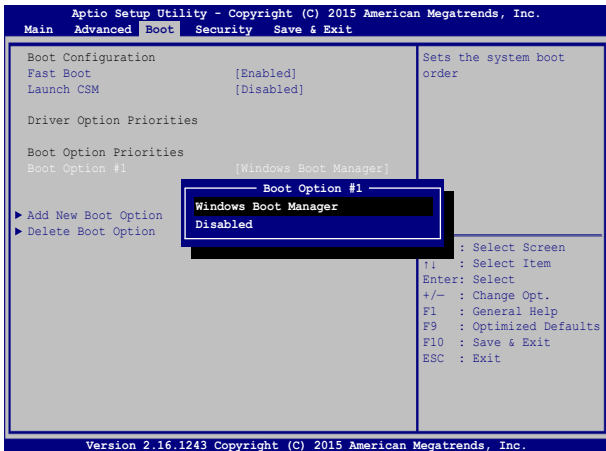 Aptio Setup Utility - Copyright (C) 2015 American Megatrends, Inc.
Main Advanced Boot Security Save & Exit
Boot Configuration
Fast Boot [Enabled]
Launch CSM [Disabled]
Driver Option Priorities
Boot Option Priorities
Boot Option #1 [Windows Boot Manager]
Add New Boot Option
Delete Boot Option
Boot Option #1
Windows Boot Manager
Disabled
Sets the system boot
order
: Select Screen
↑↓ : Select Item
Enter: Select
+/— : Change Opt.
F1 : General Help
F9 : Optimized Defaults
F10 : Save & Exit
ESC : Exit
Version 2.16.1243 Copyright (C) 2015 American Megatrends, Inc.